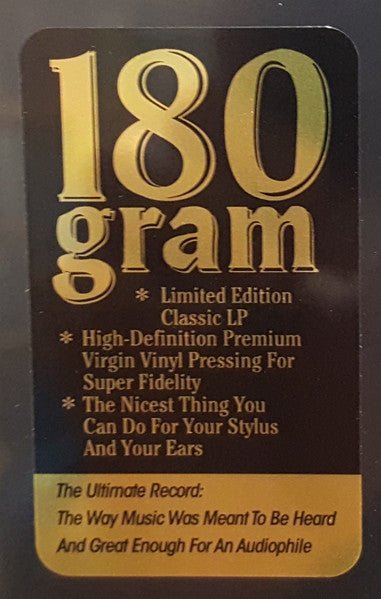 180
gram
* Limited Edition
Classic LP
* High-Definition Premium
Virgin Vinyl Pressing For
Super Fidelity
* The Nicest Thing You
Can Do For Your Stylus
And Your Ears
The Ultimate Record:
The Way Music Was Meant To Be Heard
And Great Enough For An Audiophile